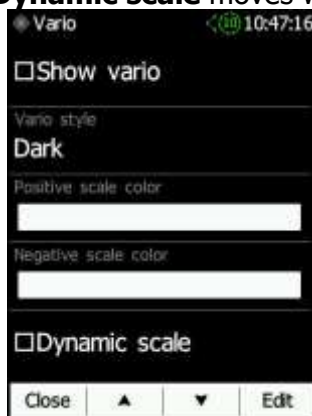 Dynamic scale moves
Vario 10:47:16
Show vario
Vario style
Dark
Positive scale color
Negative scale color
Dynamic scale
Close ▲ ▼ Edit